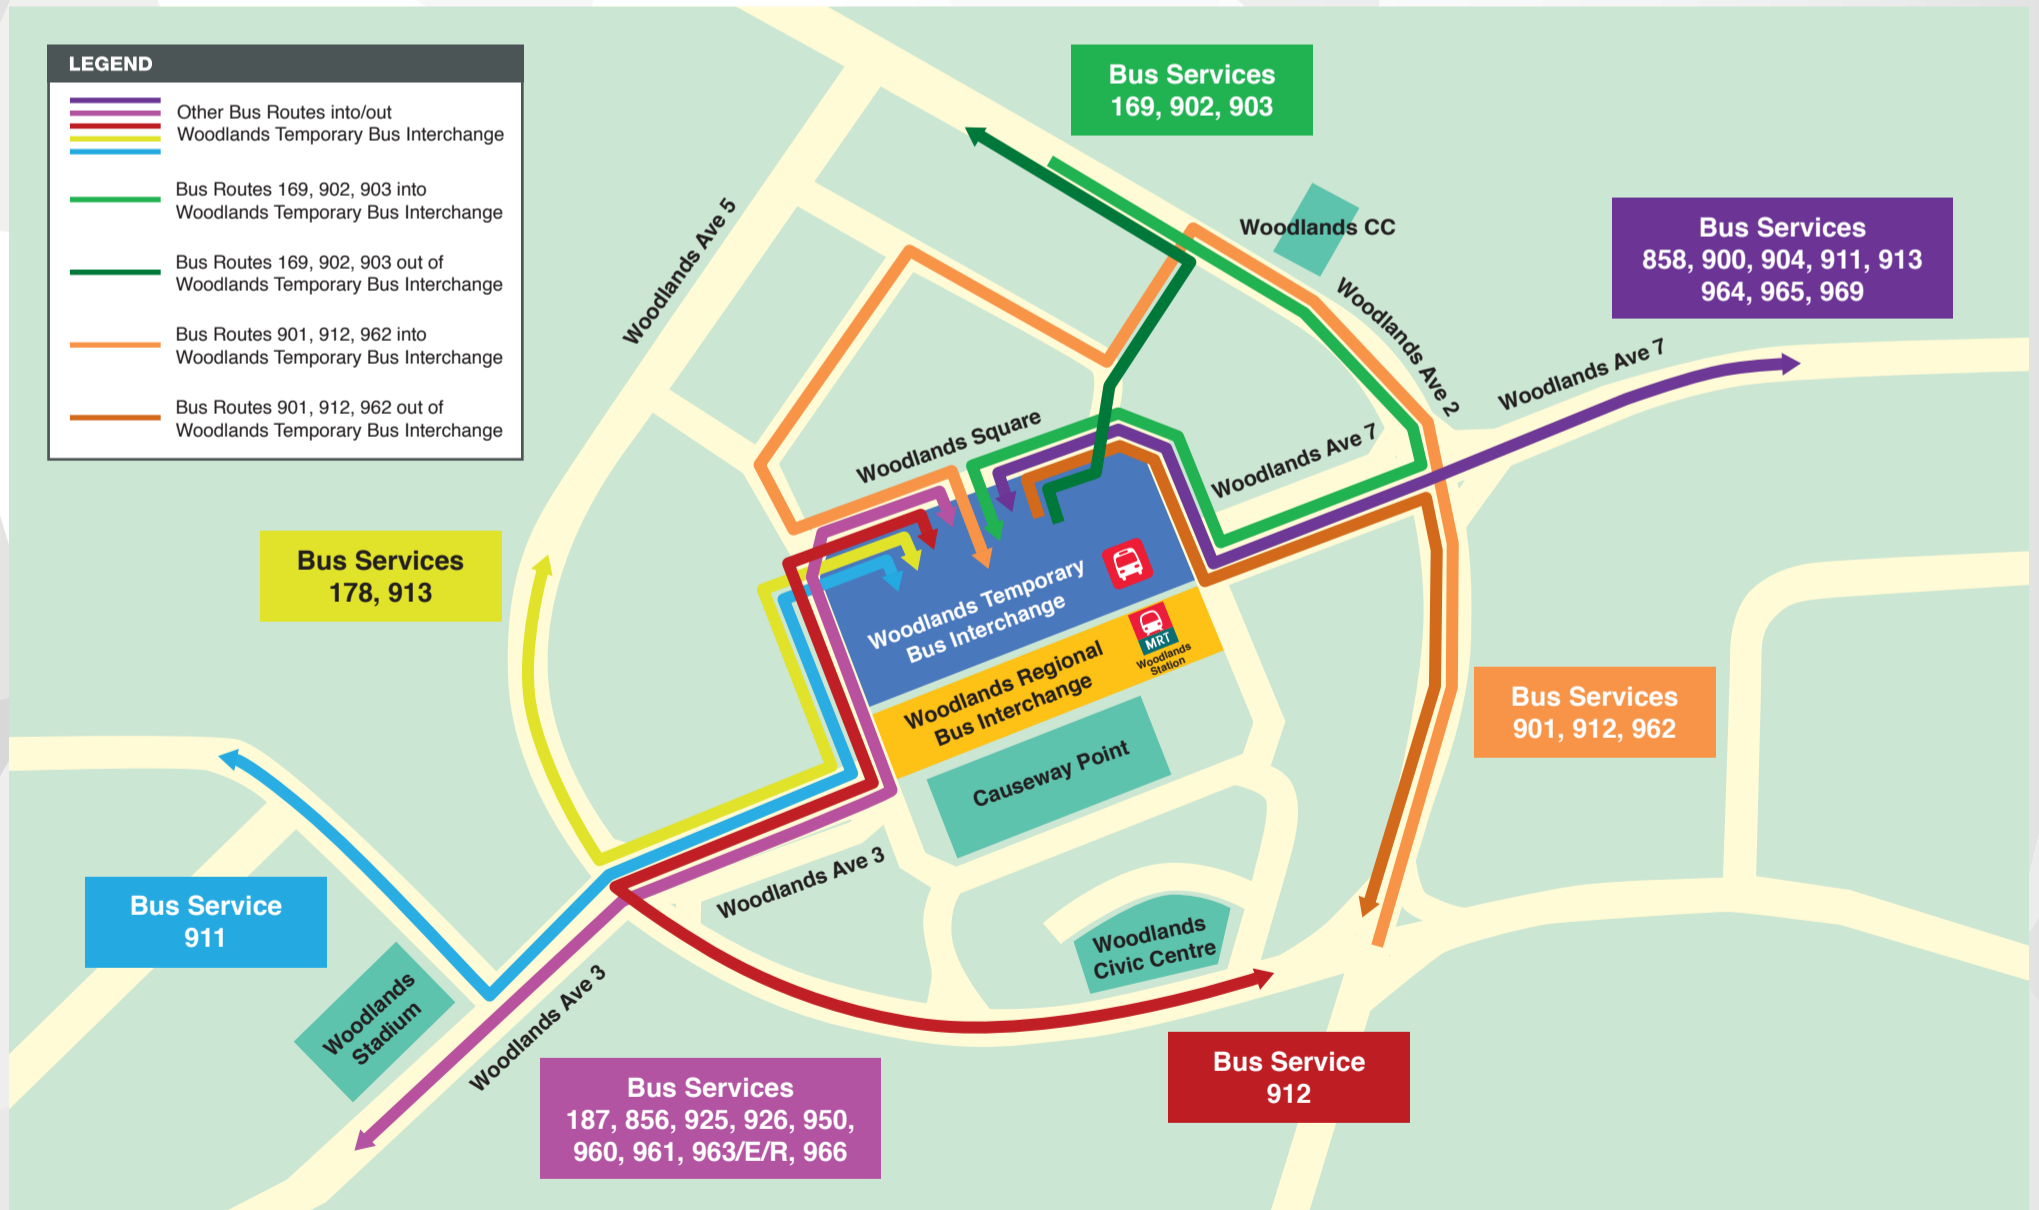 LEGEND
Other Bus Routes into/out
Woodlands Temporary Bus Interchange
Bus Routes 169, 902, 903 into
Woodlands Temporary Bus Interchange
Bus Routes 169, 902, 903 out of
Woodlands Temporary Bus Interchange
Bus Routes 901, 912, 962 into
Woodlands Temporary Bus Interchange
Bus Routes 901, 912, 962 out of
Woodlands Temporary Bus Interchange
Bus Services
169, 902, 903
Woodlands CC
Bus Services
858, 900, 904, 911, 913
964, 965, 969
Woodlands Ave 5
Woodlands Ave 2
Woodlands Ave 7
Woodlands Square
Woodlands Ave 7
Bus Services
178, 913
Woodlands Temporary
Bus Interchange
MRT
Woodlands
Station
Woodlands Regional
Bus Interchange
Bus Services
901, 912, 962
Causeway Point
Bus Service
911
Woodlands Ave 3
Woodlands
Civic Centre
Woodlands
Stadium
Woodlands Ave 3
Bus Services
187, 856, 925, 926, 950,
960, 961, 963/E/R, 966
Bus Service
912